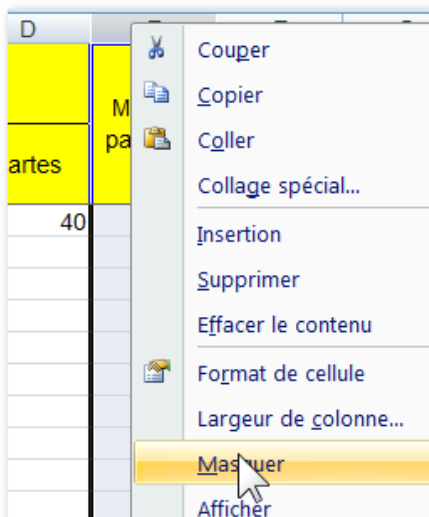 D
Couper
M
Copier
pa
Coller
artes
Collage spécial...
40
Insertion
Supprimer
Effacer le contenu
Format de cellule
Largeur de colonne...
Masquer
Afficher